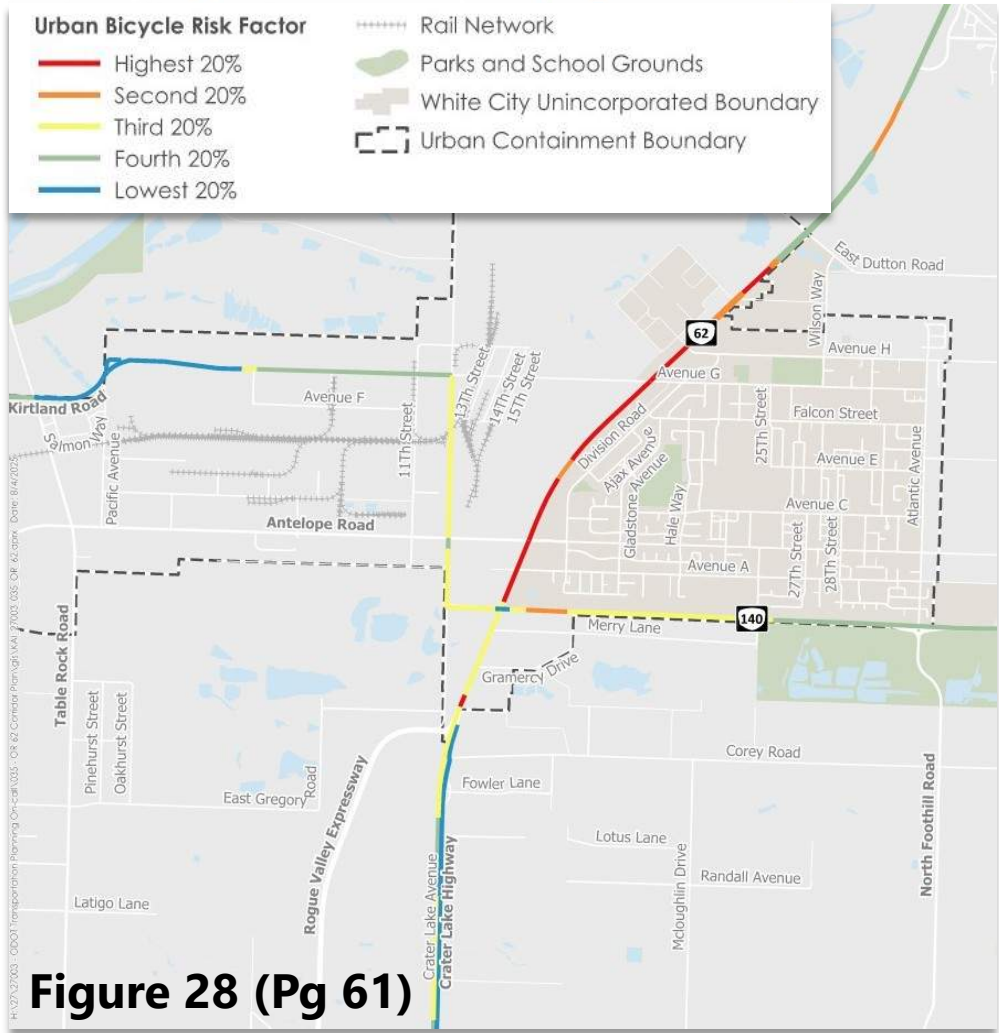 Urban Bicycle Risk Factor
Highest 20%
Second 20%
Third 20%
Fourth 20%
Lowest 20%
Rail Network
Parks and School Grounds
White City Unincorporated Boundary
Urban Containment Boundary
East Dutton Road
Wilson Way
62
Avenue H
Avenue G
13Th Street
14Th Street
15Th Street
Avenue F
Kirtland Road
Salmon Way
Pacific Avenue
11Th Street
Division Road
Ajax Avenue
Gladstone Avenue
Hale Way
25Th Street
Falcon Street
Avenue E
Atlantic Avenue
Avenue C
27Th Street
28Th Street
Antelope Road
Avenue A
140
Merry Lane
Gramercy Drive
Table Rock Road
Pinehurst Street
Oakhurst Street
East Gregory Road
Rogue Valley Expressway
Corey Road
Fowler Lane
Lotus Lane
Randall Avenue
Mcloughlin Drive
North Foothill Road
Latigo Lane
Crater Lake Avenue
Crater Lake Highway
Figure 28 (Pg 61)